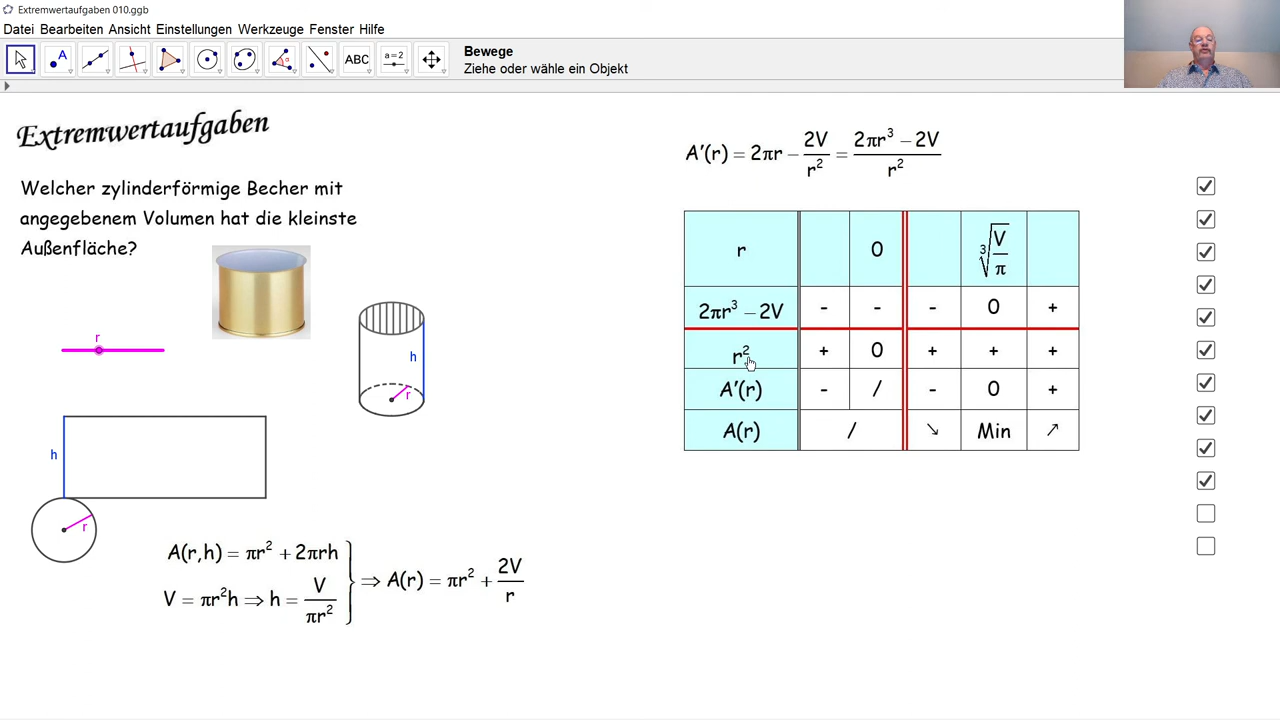 Extremwertaufgaben 010.ggb
Datei Bearbeiten Ansicht Einstellungen Werkzeuge Fenster Hilfe
A
ABC
a=2
Bewege
Ziehe oder wähle ein Objekt
Extremwertaufgaben
Welcher zylinderförmige Becher mit
angegebenem Volumen hat die kleinste
Außenfläche?
r
h
r
h
r
A(r,h) = πr² + 2πrh
V = πr²h ⇒ h = V/(πr²)
⇒ A(r) = πr² + 2V/r
A′(r) = 2πr − 2V/r² = (2πr³ − 2V)/r²
r 0 ∛(V/π)
2πr³ − 2V - - - 0 +
r² + 0 + + +
A′(r) - / - 0 +
A(r) / ↘ Min ↗